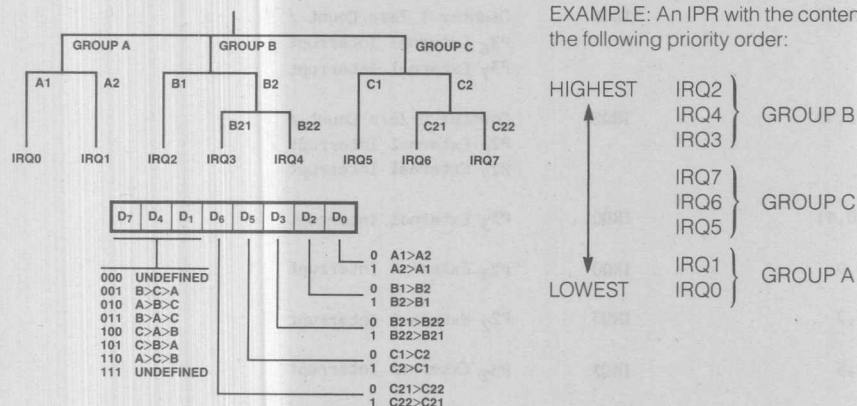 EXAMPLE: An IPR with the
the following priority order:
GROUP A GROUP B GROUP C
A1 A2 B1 B2 C1 C2
B21 B22 C21 C22
IRQ0 IRQ1 IRQ2 IRQ3 IRQ4 IRQ5 IRQ6 IRQ7
D7 D4 D1 D6 D5 D3 D2 D0
000 UNDEFINED
001 B>C>A
010 A>B>C
011 B>A>C
100 C>A>B
101 C>B>A
110 A>C>B
111 UNDEFINED
0 A1>A2
1 A2>A1
0 B1>B2
1 B2>B1
0 B21>B22
1 B22>B21
0 C1>C2
1 C2>C1
0 C21>C22
1 C22>C21
HIGHEST IRQ2
IRQ4 GROUP B
IRQ3
IRQ7
IRQ6 GROUP C
IRQ5
IRQ1 GROUP A
LOWEST IRQ0